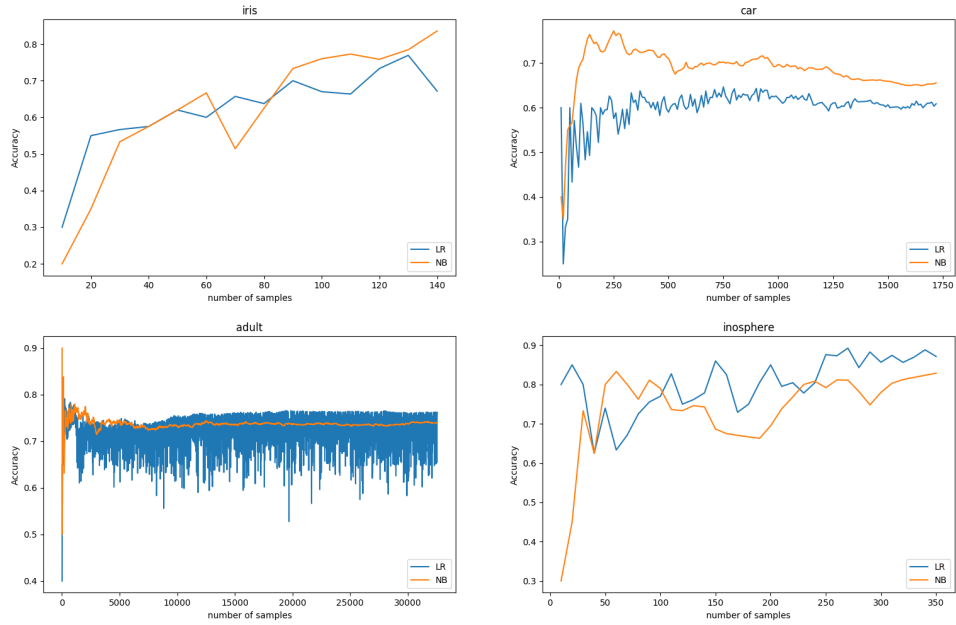 iris
0.8
0.7
0.6
0.5
0.4
0.3
0.2
Accuracy
20 40 60 80 100 120 140
number of samples
LR
NB
car
0.7
0.6
0.5
0.4
0.3
Accuracy
0 250 500 750 1000 1250 1500 1750
number of samples
LR
NB
adult
0.9
0.8
0.7
0.6
0.5
0.4
Accuracy
0 5000 10000 15000 20000 25000 30000
number of samples
LR
NB
inosphere
0.9
0.8
0.7
0.6
0.5
0.4
0.3
Accuracy
0 50 100 150 200 250 300 350
number of samples
LR
NB